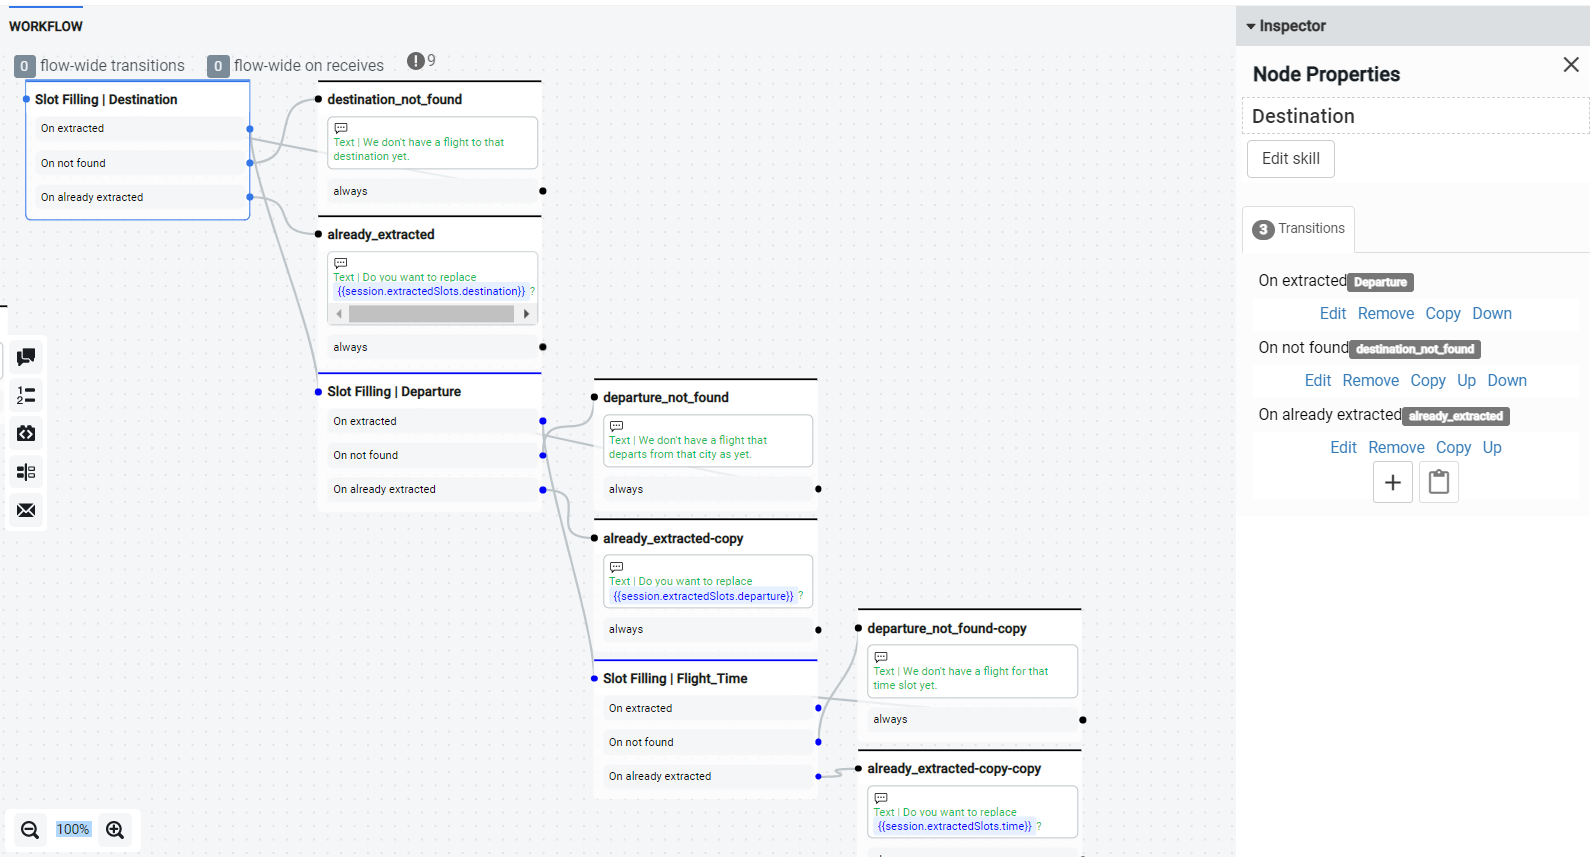 WORKFLOW
0 flow-wide transitions 0 flow-wide on receives 9
Slot Filling | Destination
On extracted
On not found
On already extracted
destination_not_found
Text | We don't have a flight to that
destination yet.
always
already_extracted
Text | Do you want to replace
{{session.extractedSlots.destination}} ?
always
Slot Filling | Departure
On extracted
On not found
On already extracted
departure_not_found
Text | We don't have a flight that
departs from that city as yet.
always
already_extracted-copy
Text | Do you want to replace
{{session.extractedSlots.departure}} ?
always
Slot Filling | Flight_Time
On extracted
On not found
On already extracted
departure_not_found-copy
Text | We don't have a flight for that
time slot yet.
always
already_extracted-copy-copy
Text | Do you want to replace
{{session.extractedSlots.time}} ?
100%
Inspector
Node Properties
Destination
Edit skill
3 Transitions
On extracted Departure
Edit Remove Copy Down
On not found destination_not_found
Edit Remove Copy Up Down
On already extracted already_extracted
Edit Remove Copy Up